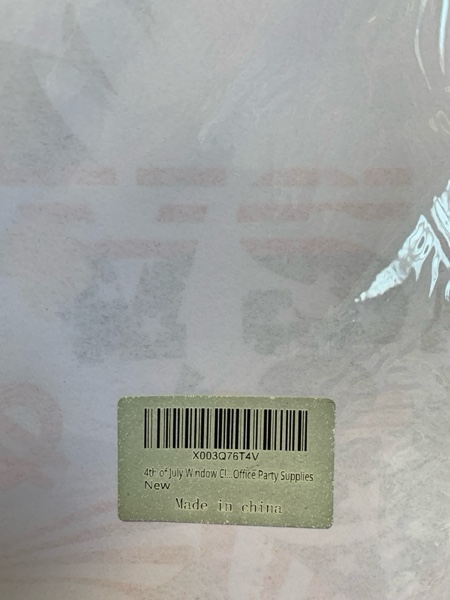 X003Q76T4V
4th of July Window Cl...Office Party Supplies
New
Made in china